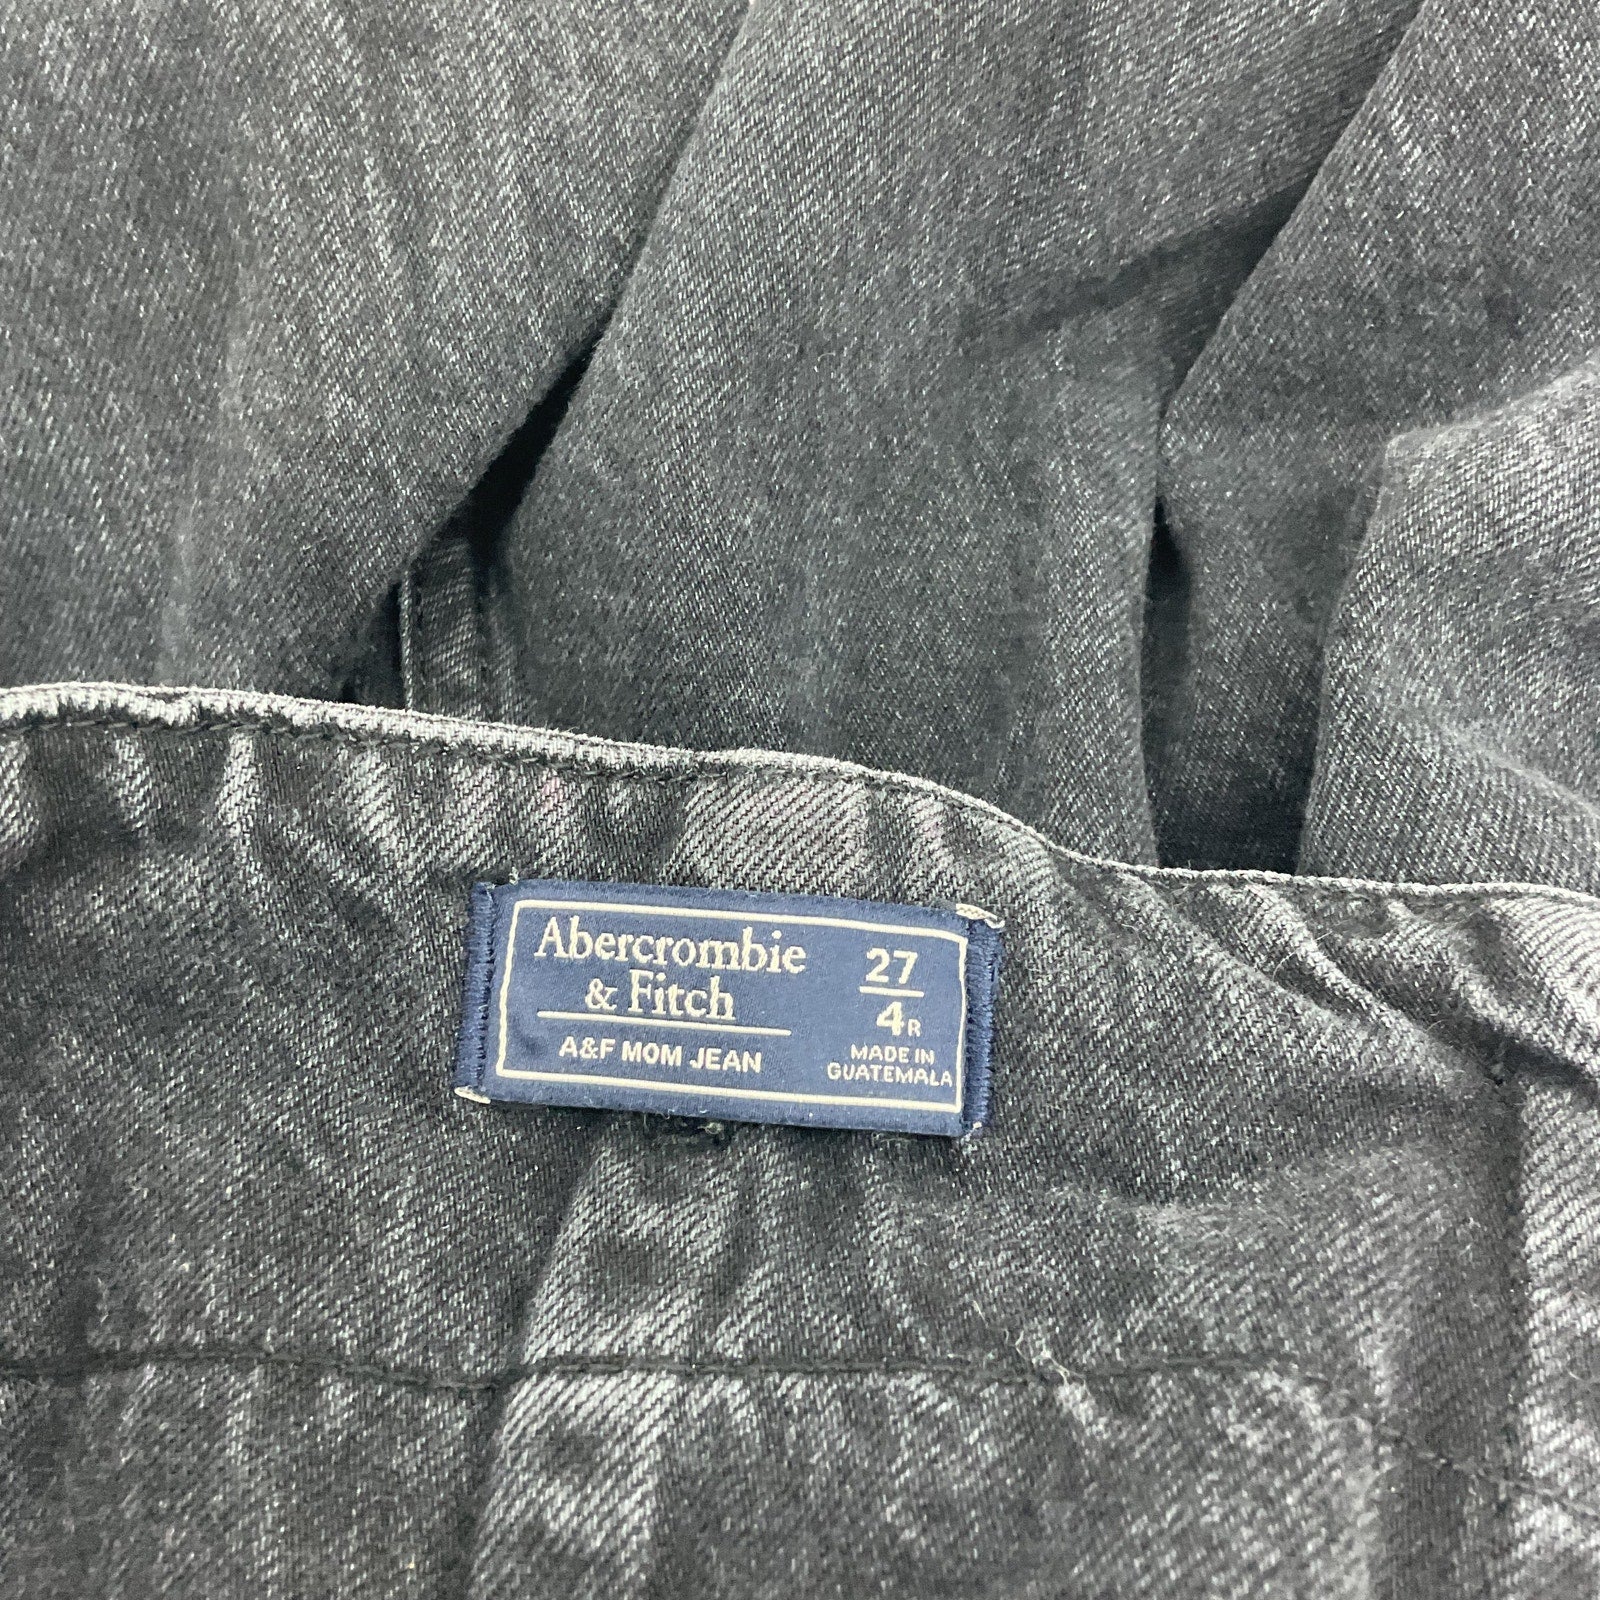 Abercrombie
& Fitch
A&F MOM JEAN
27
4R
MADE IN
GUATEMALA